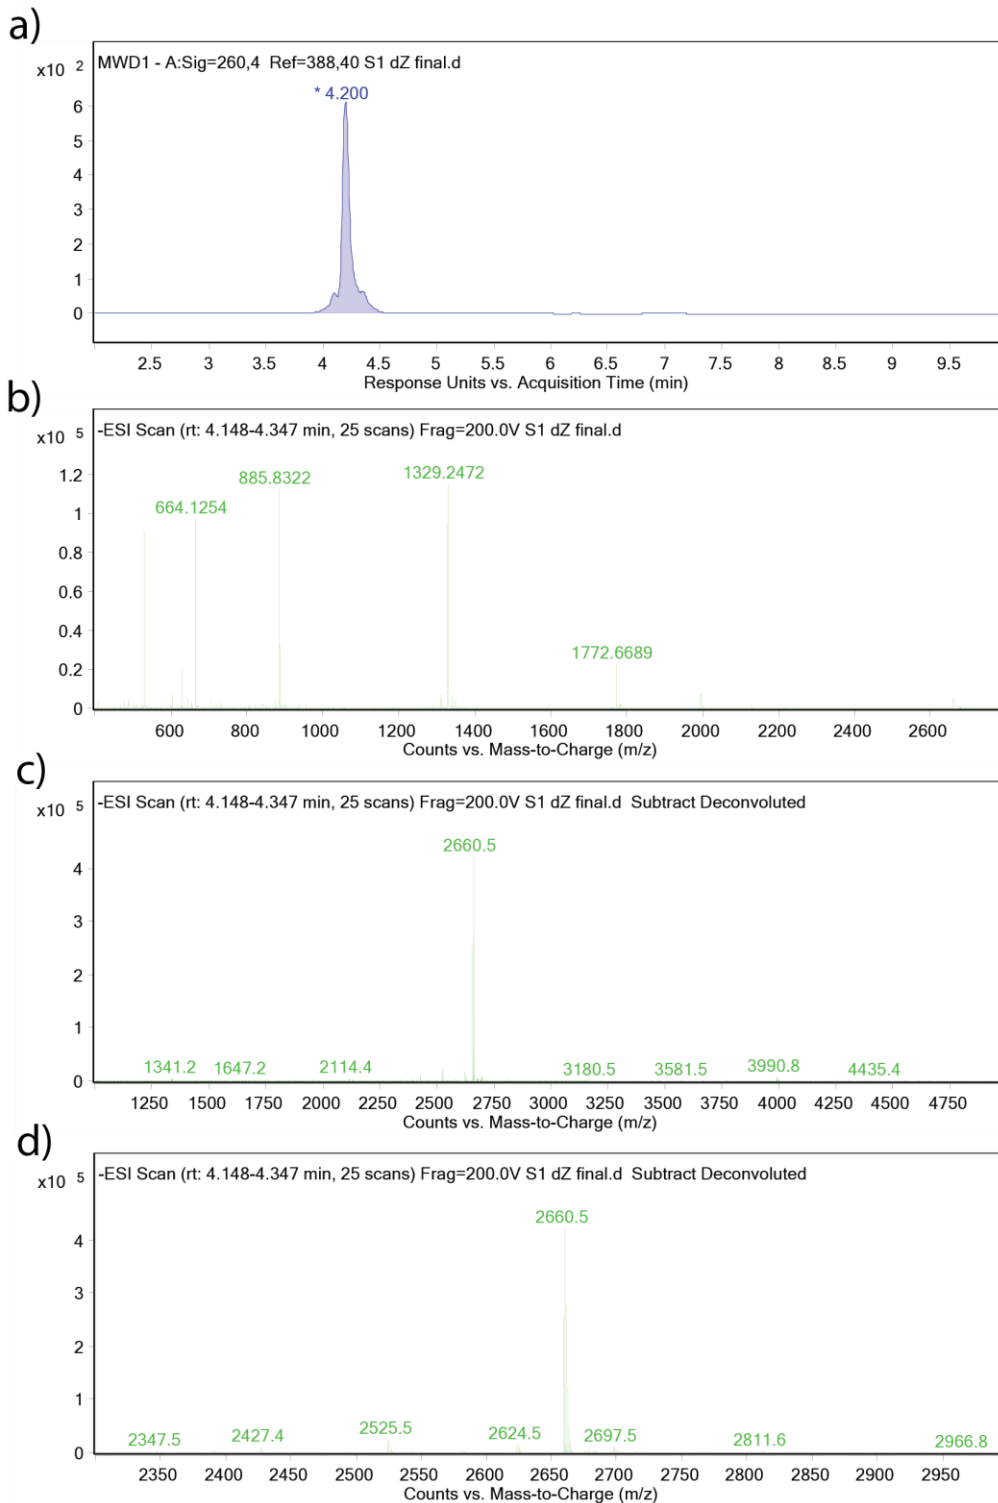 a)
MWD1 - A:Sig=260,4 Ref=388,40 S1 dZ final.d
x10 2
* 4.200
6
5
4
3
2
1
0
2.5 3 3.5 4 4.5 5 5.5 6 6.5 7 7.5 8 8.5 9 9.5
Response Units vs. Acquisition Time (min)
b)
-ESI Scan (rt: 4.148-4.347 min, 25 scans) Frag=200.0V S1 dZ final.d
x10 5
1.2
1
0.8
0.6
0.4
0.2
0
664.1254
885.8322
1329.2472
1772.6689
600 800 1000 1200 1400 1600 1800 2000 2200 2400 2600
Counts vs. Mass-to-Charge (m/z)
c)
-ESI Scan (rt: 4.148-4.347 min, 25 scans) Frag=200.0V S1 dZ final.d Subtract Deconvoluted
x10 5
2660.5
4
3
2
1
0
1341.2 1647.2 2114.4 3180.5 3581.5 3990.8 4435.4
1250 1500 1750 2000 2250 2500 2750 3000 3250 3500 3750 4000 4250 4500 4750
Counts vs. Mass-to-Charge (m/z)
d)
-ESI Scan (rt: 4.148-4.347 min, 25 scans) Frag=200.0V S1 dZ final.d Subtract Deconvoluted
x10 5
2660.5
4
3
2
1
0
2347.5 2427.4 2525.5 2624.5 2697.5 2811.6 2966.8
2350 2400 2450 2500 2550 2600 2650 2700 2750 2800 2850 2900 2950
Counts vs. Mass-to-Charge (m/z)